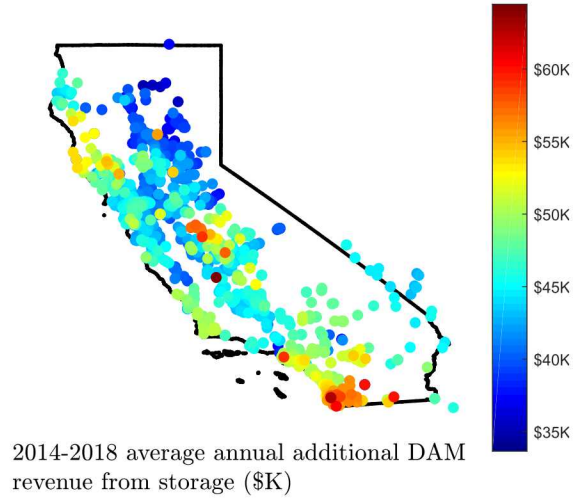 $60K
$55K
$50K
$45K
$40K
$35K
2014-2018 average annual additional DAM
revenue from storage ($K)